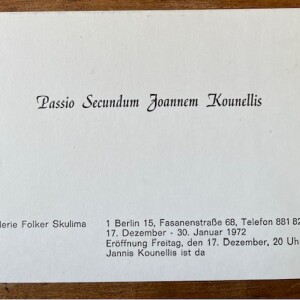 Passio Secundum Joannem Kounellis
lerie Folker Skulima 1 Berlin 15, Fasanenstraße 68, Telefon 881 82
17. Dezember - 30. Januar 1972
Eröffnung Freitag, den 17. Dezember, 20 Uh
Jannis Kounellis ist da